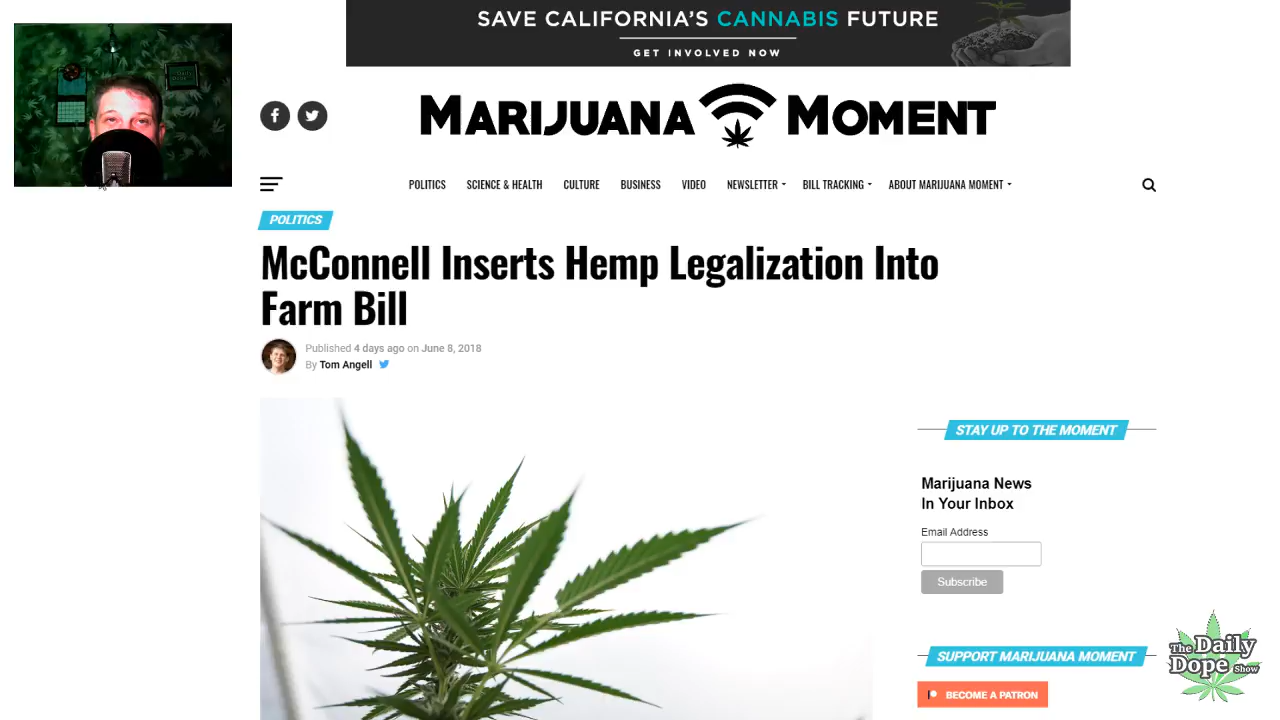 SAVE CALIFORNIA'S CANNABIS FUTURE
GET INVOLVED NOW
MARIJUANA MOMENT
POLITICS SCIENCE & HEALTH CULTURE BUSINESS VIDEO NEWSLETTER BILL TRACKING ABOUT MARIJUANA MOMENT
POLITICS
McConnell Inserts Hemp Legalization Into
Farm Bill
Published 4 days ago on June 8, 2018
By Tom Angell
STAY UP TO THE MOMENT
Marijuana News
In Your Inbox
Email Address
Subscribe
SUPPORT MARIJUANA MOMENT
BECOME A PATRON
The Daily
Dope Show